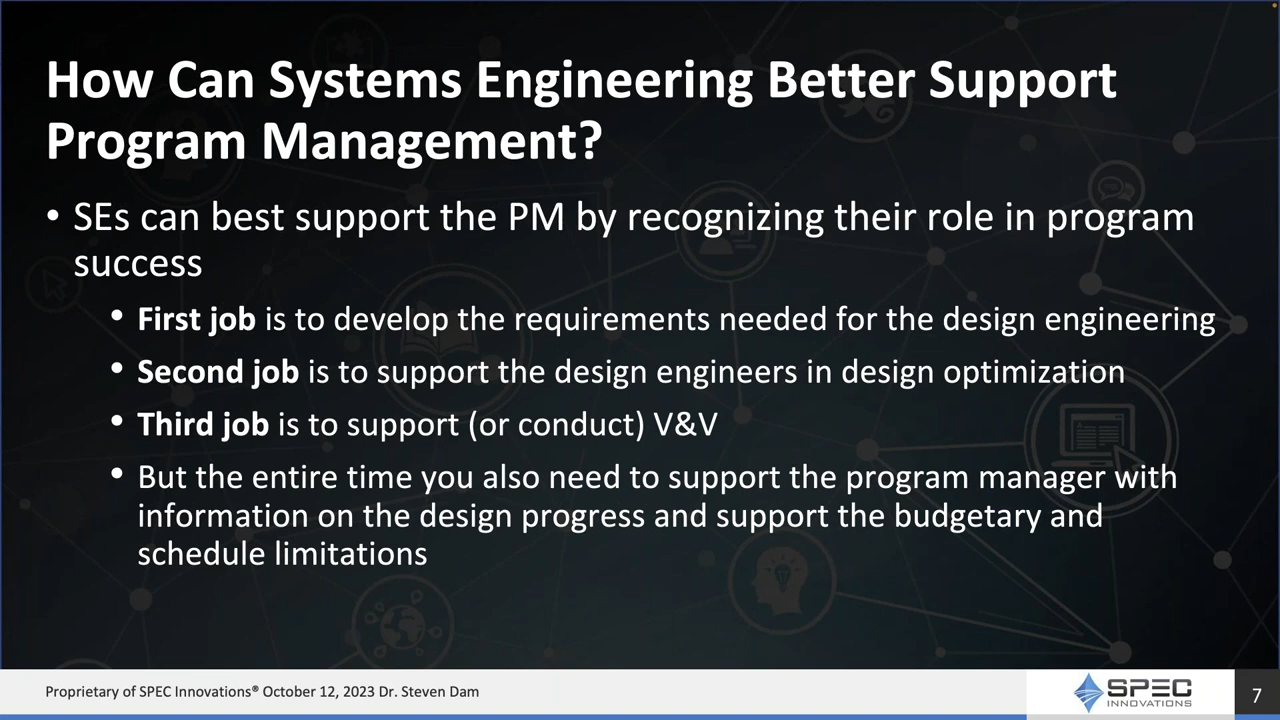 How Can Systems Engineering Better Support
Program Management?
• SEs can best support the PM by recognizing their role in program
success
• First job is to develop the requirements needed for the design engineering
• Second job is to support the design engineers in design optimization
• Third job is to support (or conduct) V&V
• But the entire time you also need to support the program manager with
information on the design progress and support the budgetary and
schedule limitations
Proprietary of SPEC Innovations® October 12, 2023 Dr. Steven Dam
SPEC
INNOVATIONS
7